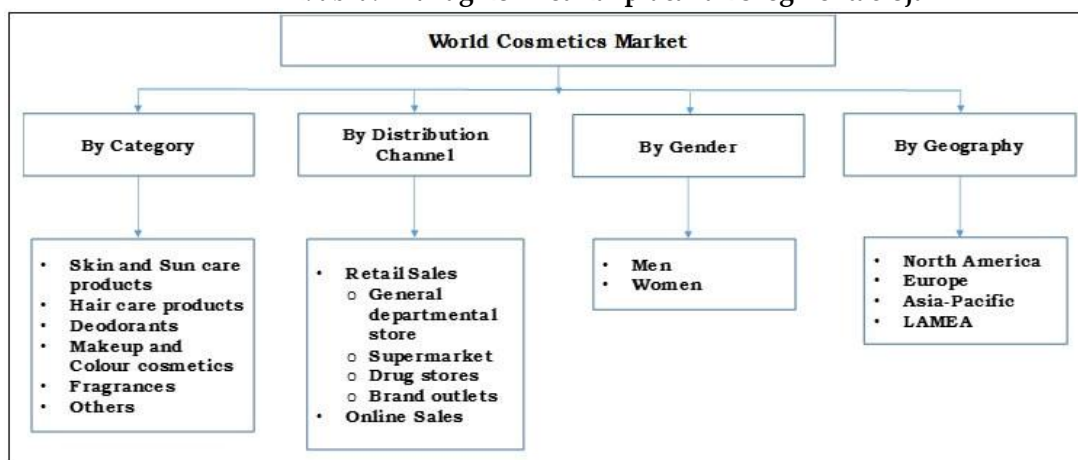 World Cosmetics Market
By Category
By Distribution
Channel
By Gender
By Geography
• Skin and Sun care
products
• Hair care products
• Deodorants
• Makeup and
Colour cosmetics
• Fragrances
• Others
• Retail Sales
o General
departmental
store
o Supermarket
o Drug stores
o Brand outlets
• Online Sales
• Men
• Women
• North America
• Europe
• Asia-Pacific
• LAMEA